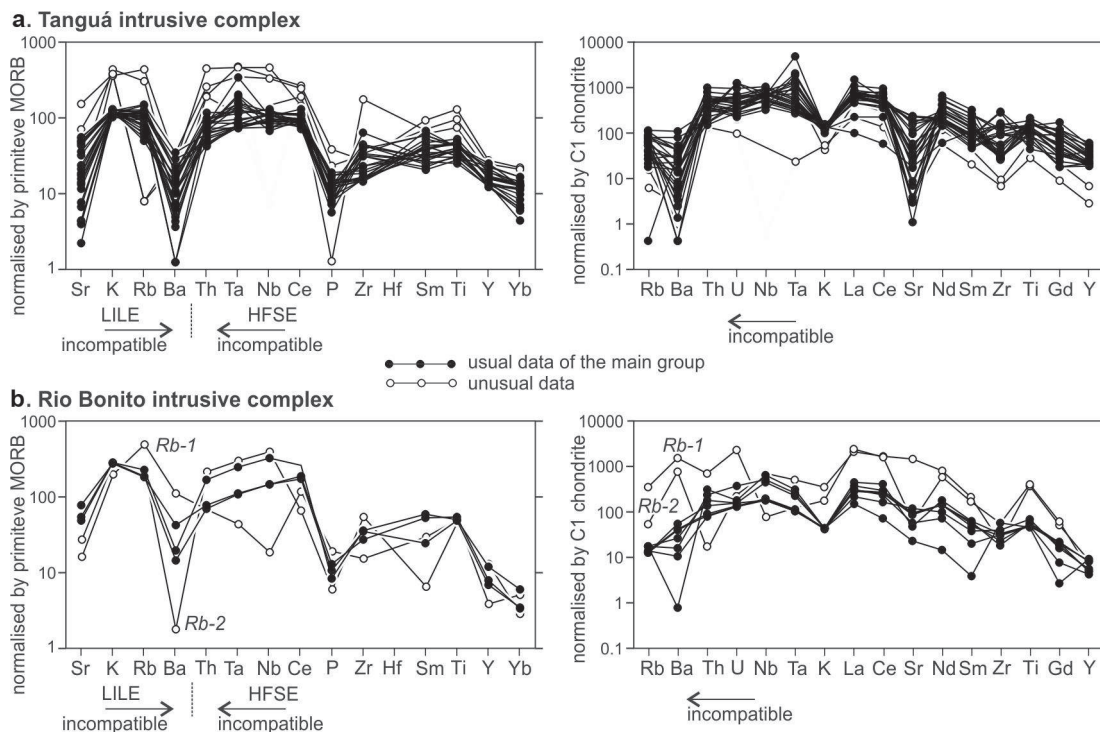 a. Tanguá intrusive complex
normalised by primiteve MORB
1000
100
10
1
Sr K Rb Ba Th Ta Nb Ce P Zr Hf Sm Ti Y Yb
LILE HFSE
incompatible incompatible
normalised by C1 chondrite
10000
1000
100
10
1
0.1
Rb Ba Th U Nb Ta K La Ce Sr Nd Sm Zr Ti Gd Y
incompatible
usual data of the main group
unusual data
b. Rio Bonito intrusive complex
normalised by primiteve MORB
1000
100
10
1
Rb-1
Rb-2
Sr K Rb Ba Th Ta Nb Ce P Zr Hf Sm Ti Y Yb
LILE HFSE
incompatible incompatible
normalised by C1 chondrite
10000
1000
100
10
1
0.1
Rb-1
Rb-2
Rb Ba Th U Nb Ta K La Ce Sr Nd Sm Zr Ti Gd Y
incompatible